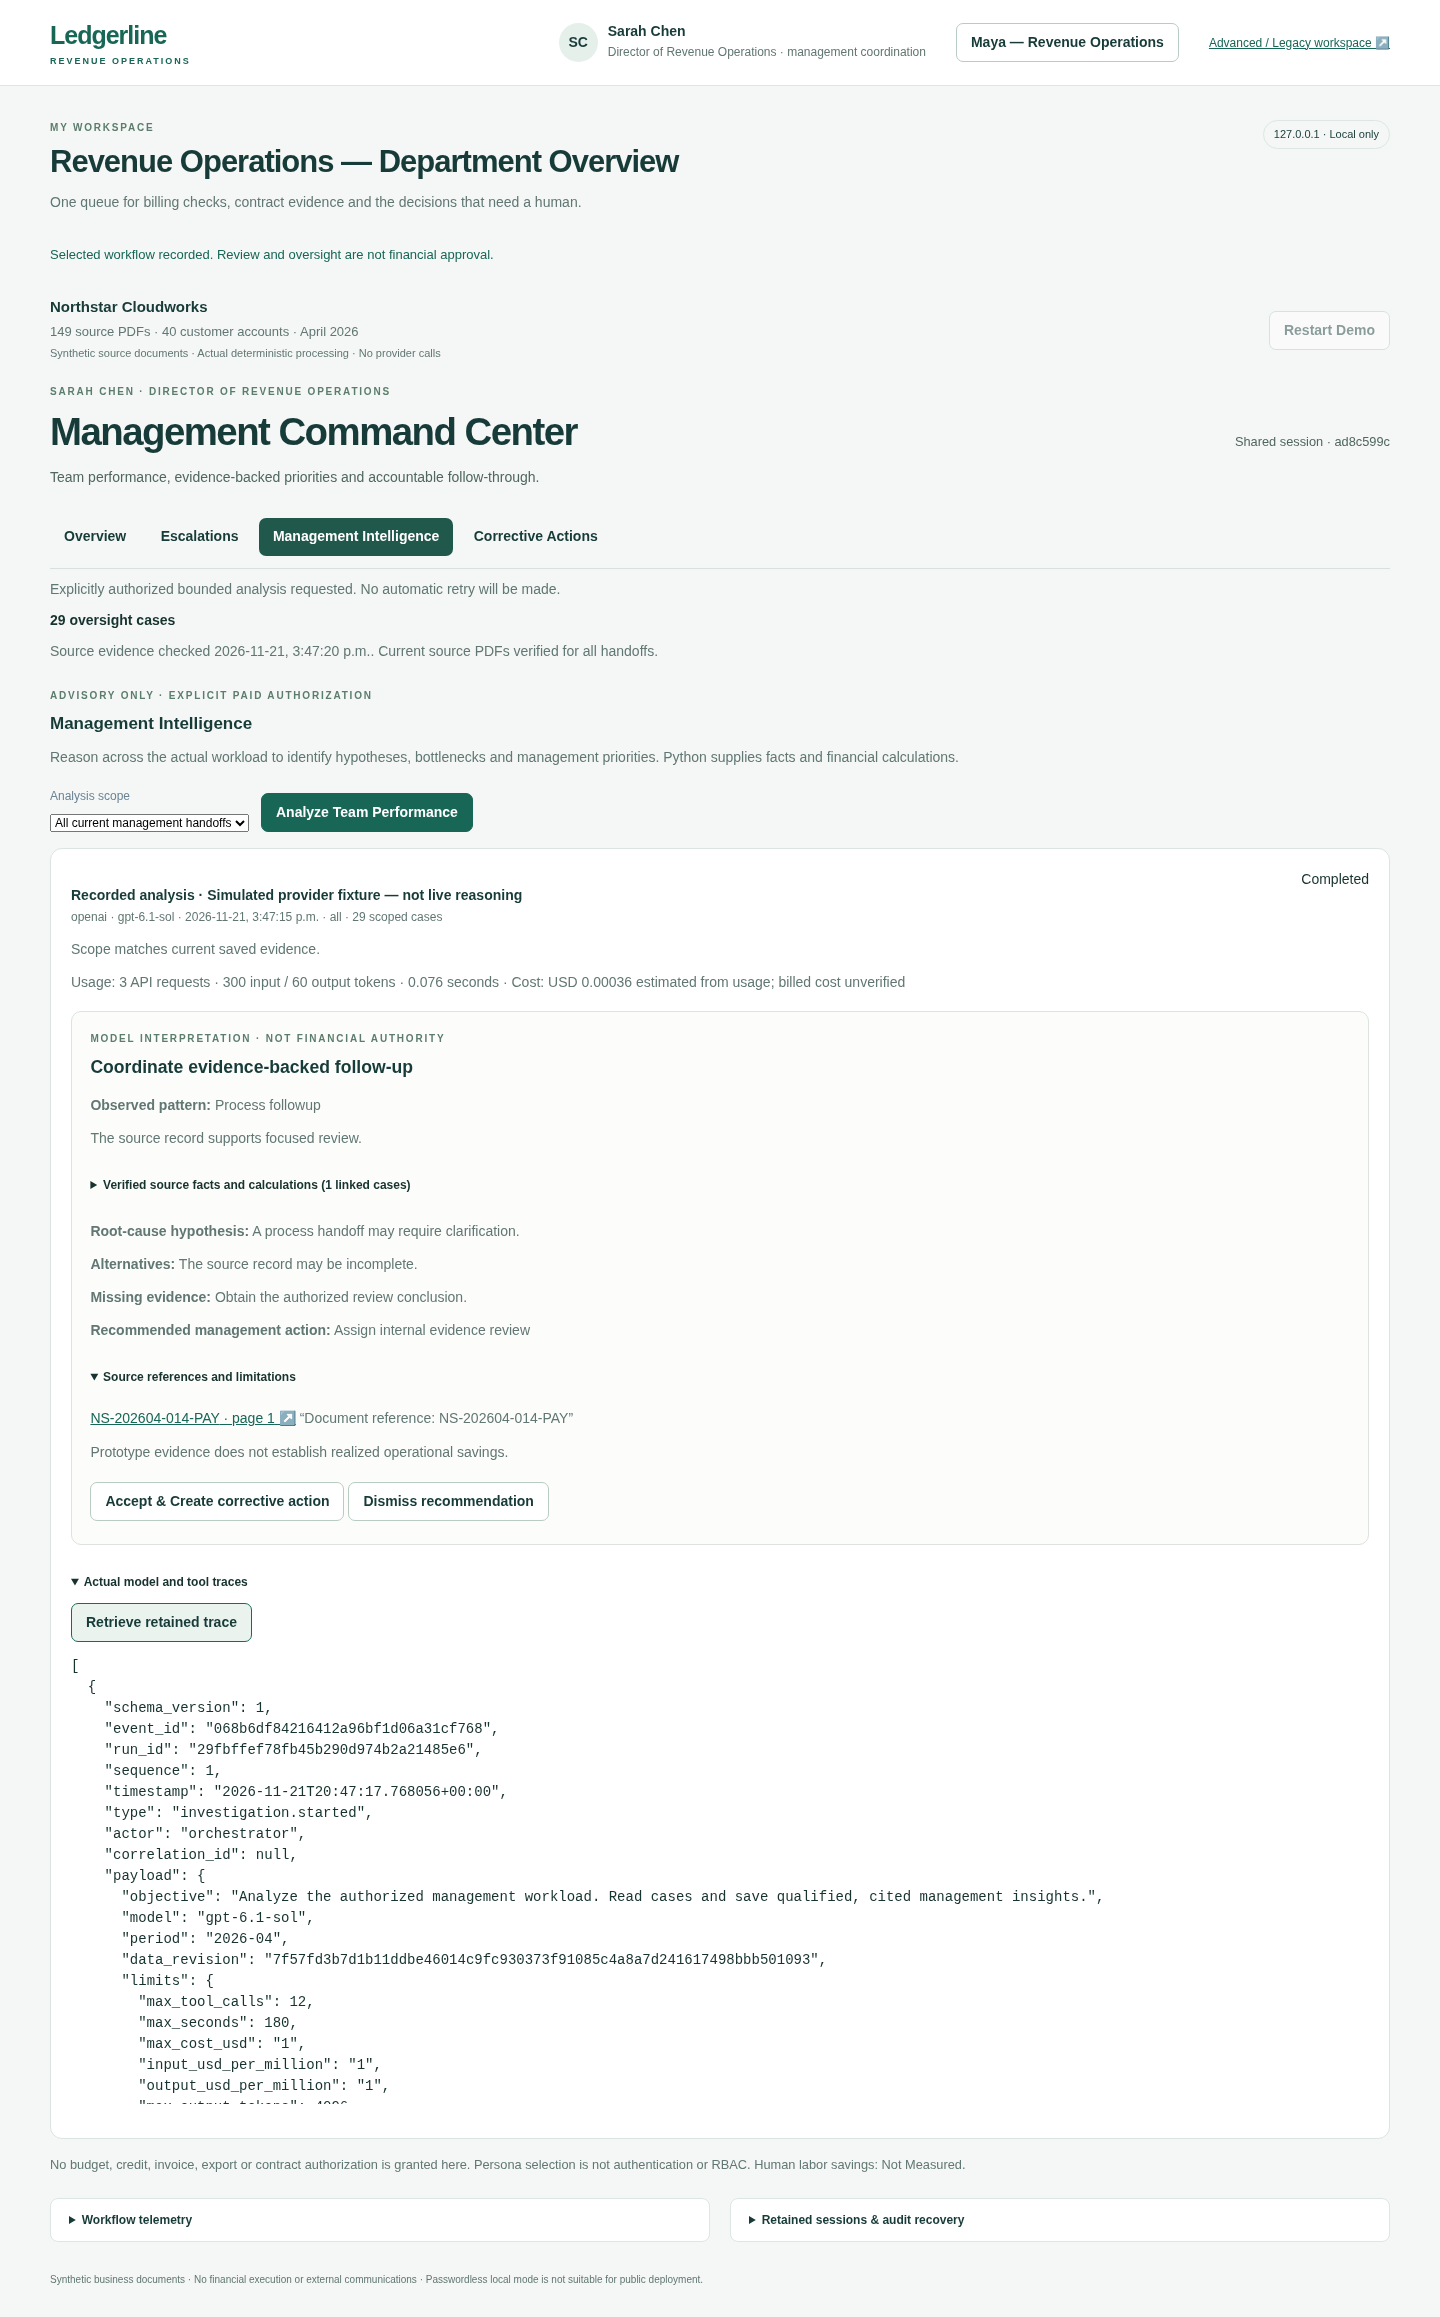 Ledgerline
REVENUE OPERATIONS
SC
Sarah Chen
Director of Revenue Operations · management coordination
Maya — Revenue Operations
Advanced / Legacy workspace ↗
MY WORKSPACE
127.0.0.1 · Local only
Revenue Operations — Department Overview
One queue for billing checks, contract evidence and the decisions that need a human.
Selected workflow recorded. Review and oversight are not financial approval.
Northstar Cloudworks
149 source PDFs · 40 customer accounts · April 2026
Synthetic source documents · Actual deterministic processing · No provider calls
Restart Demo
SARAH CHEN · DIRECTOR OF REVENUE OPERATIONS
Management Command Center
Shared session · ad8c599c
Team performance, evidence-backed priorities and accountable follow-through.
Overview
Escalations
Management Intelligence
Corrective Actions
Explicitly authorized bounded analysis requested. No automatic retry will be made.
29 oversight cases
Source evidence checked 2026-11-21, 3:47:20 p.m.. Current source PDFs verified for all handoffs.
ADVISORY ONLY · EXPLICIT PAID AUTHORIZATION
Management Intelligence
Reason across the actual workload to identify hypotheses, bottlenecks and management priorities. Python supplies facts and financial calculations.
Analysis scope
All current management handoffs
Analyze Team Performance
Completed
Recorded analysis · Simulated provider fixture — not live reasoning
openai · gpt-6.1-sol · 2026-11-21, 3:47:15 p.m. · all · 29 scoped cases
Scope matches current saved evidence.
Usage: 3 API requests · 300 input / 60 output tokens · 0.076 seconds · Cost: USD 0.00036 estimated from usage; billed cost unverified
MODEL INTERPRETATION · NOT FINANCIAL AUTHORITY
Coordinate evidence-backed follow-up
Observed pattern: Process followup
The source record supports focused review.
▶ Verified source facts and calculations (1 linked cases)
Root-cause hypothesis: A process handoff may require clarification.
Alternatives: The source record may be incomplete.
Missing evidence: Obtain the authorized review conclusion.
Recommended management action: Assign internal evidence review
▼ Source references and limitations
NS-202604-014-PAY · page 1 ↗ “Document reference: NS-202604-014-PAY”
Prototype evidence does not establish realized operational savings.
Accept & Create corrective action
Dismiss recommendation
▼ Actual model and tool traces
Retrieve retained trace
[
{
"schema_version": 1,
"event_id": "068b6df84216412a96bf1d06a31cf768",
"run_id": "29fbffef78fb45b290d974b2a21485e6",
"sequence": 1,
"timestamp": "2026-11-21T20:47:17.768056+00:00",
"type": "investigation.started",
"actor": "orchestrator",
"correlation_id": null,
"payload": {
"objective": "Analyze the authorized management workload. Read cases and save qualified, cited management insights.",
"model": "gpt-6.1-sol",
"period": "2026-04",
"data_revision": "7f57fd3b7d1b11ddbe46014c9fc930373f91085c4a8a7d241617498bbb501093",
"limits": {
"max_tool_calls": 12,
"max_seconds": 180,
"max_cost_usd": "1",
"input_usd_per_million": "1",
"output_usd_per_million": "1",
No budget, credit, invoice, export or contract authorization is granted here. Persona selection is not authentication or RBAC. Human labor savings: Not Measured.
▶ Workflow telemetry
▶ Retained sessions & audit recovery
Synthetic business documents · No financial execution or external communications · Passwordless local mode is not suitable for public deployment.